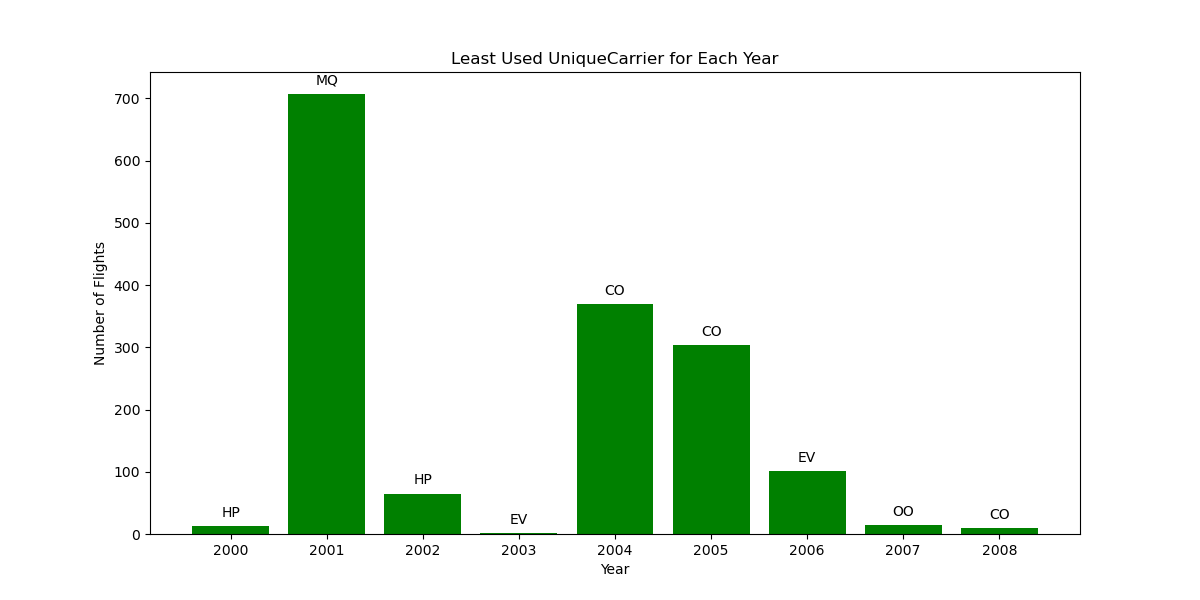 Least Used UniqueCarrier for Each Year
Number of Flights
700
600
500
400
300
200
100
0
HP
MQ
HP
EV
CO
CO
EV
OO
CO
2000 2001 2002 2003 2004 2005 2006 2007 2008
Year